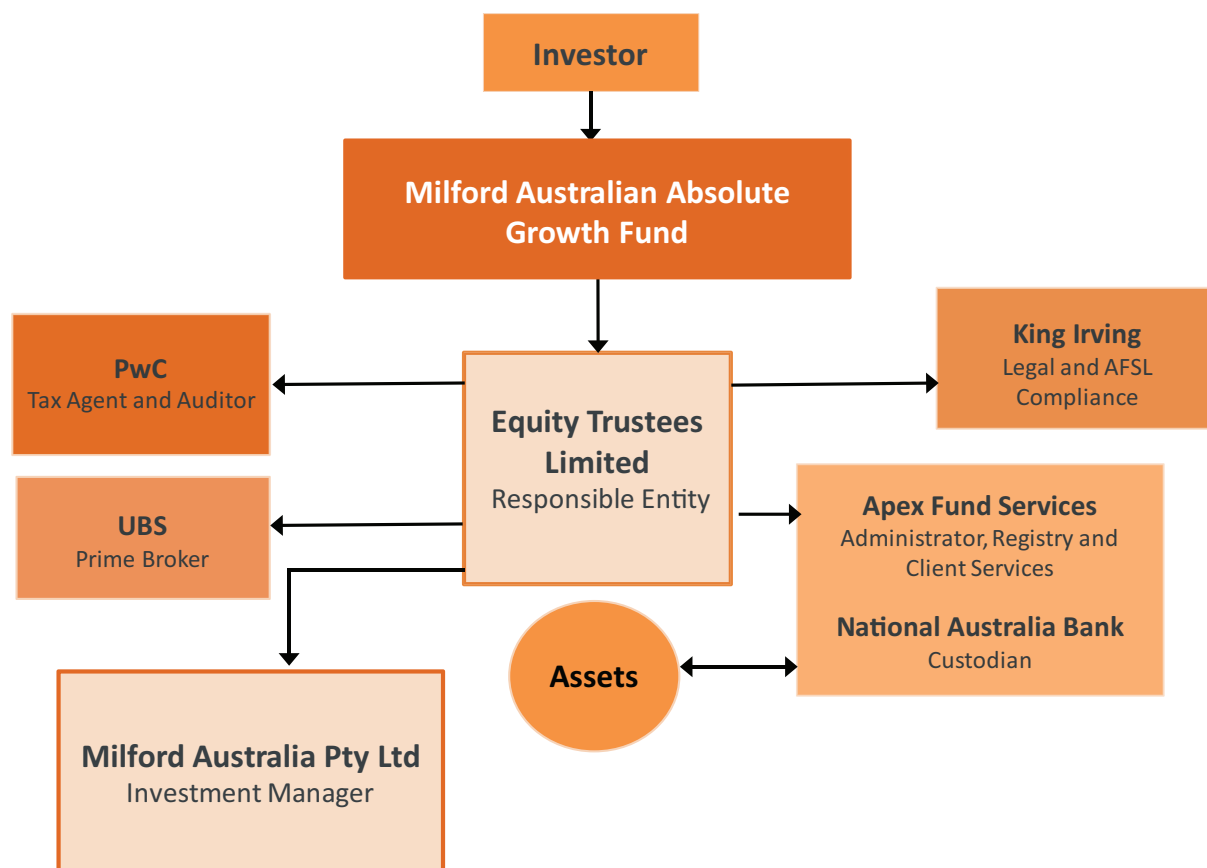 Investor
Milford Australian Absolute
Growth Fund
PwC
Tax Agent and Auditor
King Irving
Legal and AFSL
Compliance
Equity Trustees
Limited
Responsible Entity
UBS
Prime Broker
Apex Fund Services
Administrator, Registry and
Client Services
National Australia Bank
Custodian
Assets
Milford Australia Pty Ltd
Investment Manager